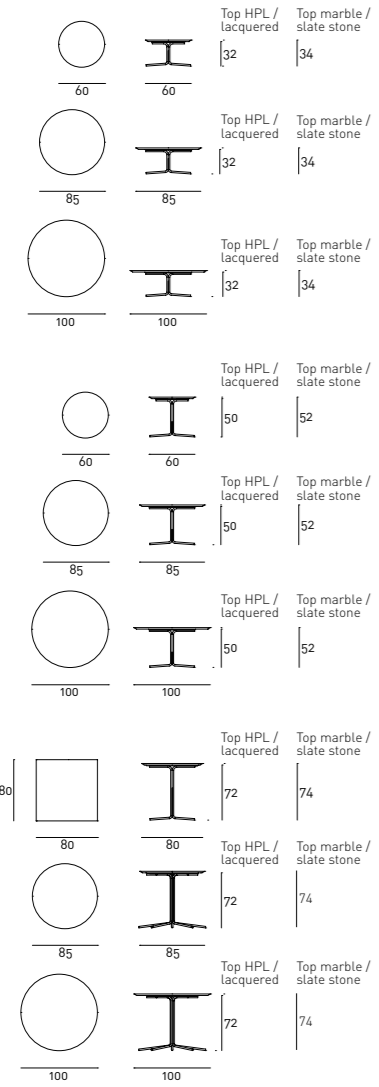 Top HPL / Top marble /
lacquered slate stone
32 34
60 60
Top HPL / Top marble /
lacquered slate stone
32 34
85 85
Top HPL / Top marble /
lacquered slate stone
32 34
100 100
Top HPL / Top marble /
lacquered slate stone
50 52
60 60
Top HPL / Top marble /
lacquered slate stone
50 52
85 85
Top HPL / Top marble /
lacquered slate stone
50 52
100 100
Top HPL / Top marble /
lacquered slate stone
80 72 74
80 80
Top HPL / Top marble /
lacquered slate stone
72 74
85 85
Top HPL / Top marble /
lacquered slate stone
72 74
100 100